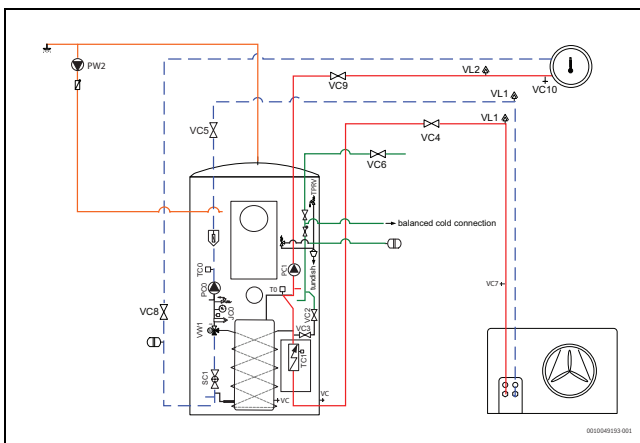 PW2
VL2
VC9
VC10
VL1
VL1
VC5
VC4
VC6
TPRV
balanced cold connection
tundish
TC0
PC1
T0
PC0
JC0
VC7
VC8
VC2
VW1
VC3
TC1
SC1
VC
VC
0010049193-001